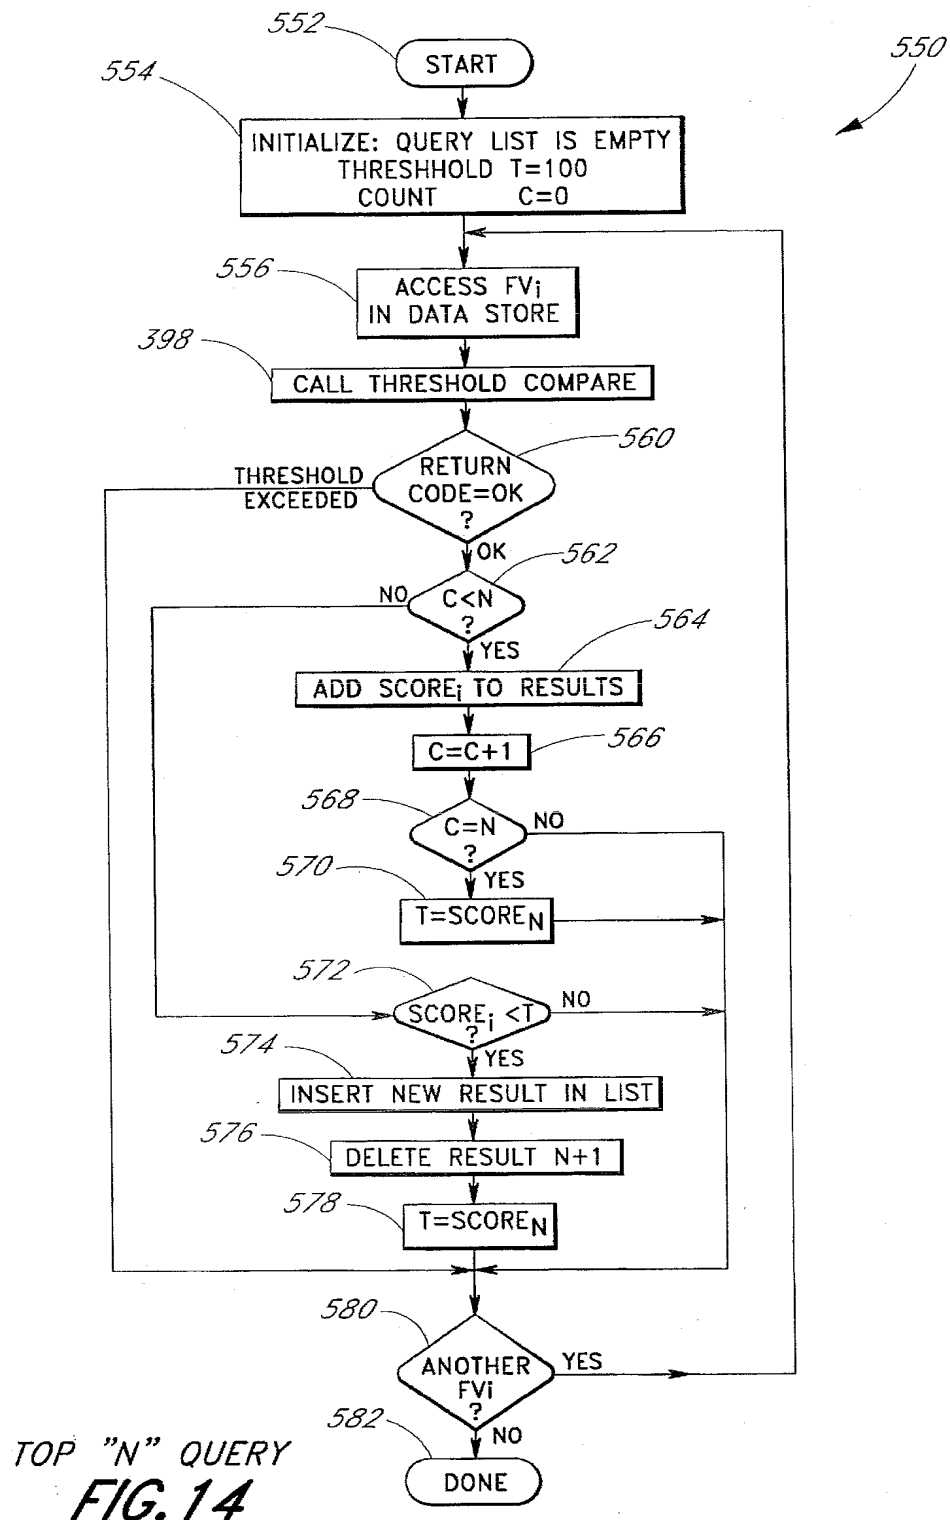 552
START
550
554
INITIALIZE: QUERY LIST IS EMPTY
THRESHHOLD T=100
COUNT C=0
556
ACCESS FVi
IN DATA STORE
398
CALL THRESHOLD COMPARE
560
RETURN
CODE=OK
?
THRESHOLD
EXCEEDED
OK
562
NO
C<N
?
YES
564
ADD SCOREi TO RESULTS
C=C+1
566
568
C=N
?
NO
YES
570
T=SCOREN
572
SCOREi <T
?
NO
YES
574
INSERT NEW RESULT IN LIST
576
DELETE RESULT N+1
578
T=SCOREN
580
ANOTHER
FVi
?
YES
NO
582
DONE
TOP "N" QUERY
FIG. 14